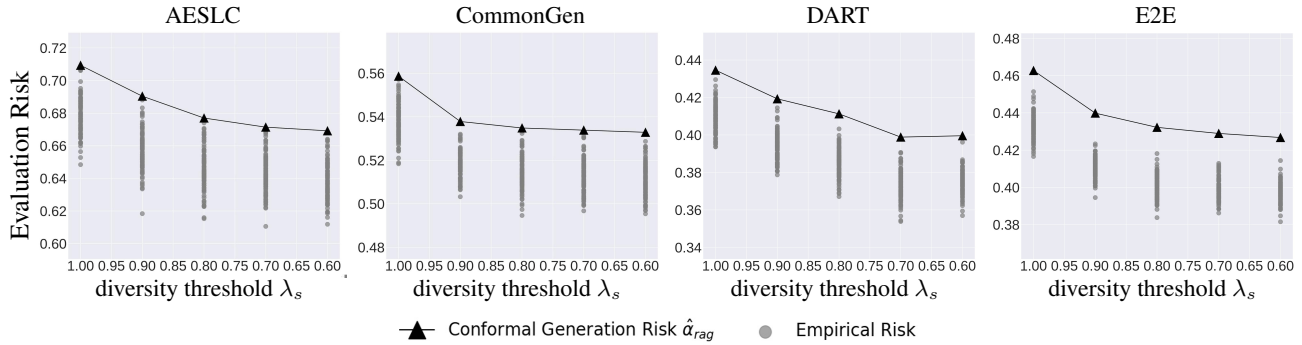 AESLC
CommonGen
DART
E2E
Evaluation Risk
0.72
0.70
0.68
0.66
0.64
0.62
0.60
1.00 0.95 0.90 0.85 0.80 0.75 0.70 0.65 0.60
diversity threshold λₛ
0.56
0.54
0.52
0.50
0.48
1.00 0.95 0.90 0.85 0.80 0.75 0.70 0.65 0.60
diversity threshold λₛ
0.44
0.42
0.40
0.38
0.36
0.34
1.00 0.95 0.90 0.85 0.80 0.75 0.70 0.65 0.60
diversity threshold λₛ
0.48
0.46
0.44
0.42
0.40
0.38
1.00 0.95 0.90 0.85 0.80 0.75 0.70 0.65 0.60
diversity threshold λₛ
Conformal Generation Risk α̂_rag
Empirical Risk